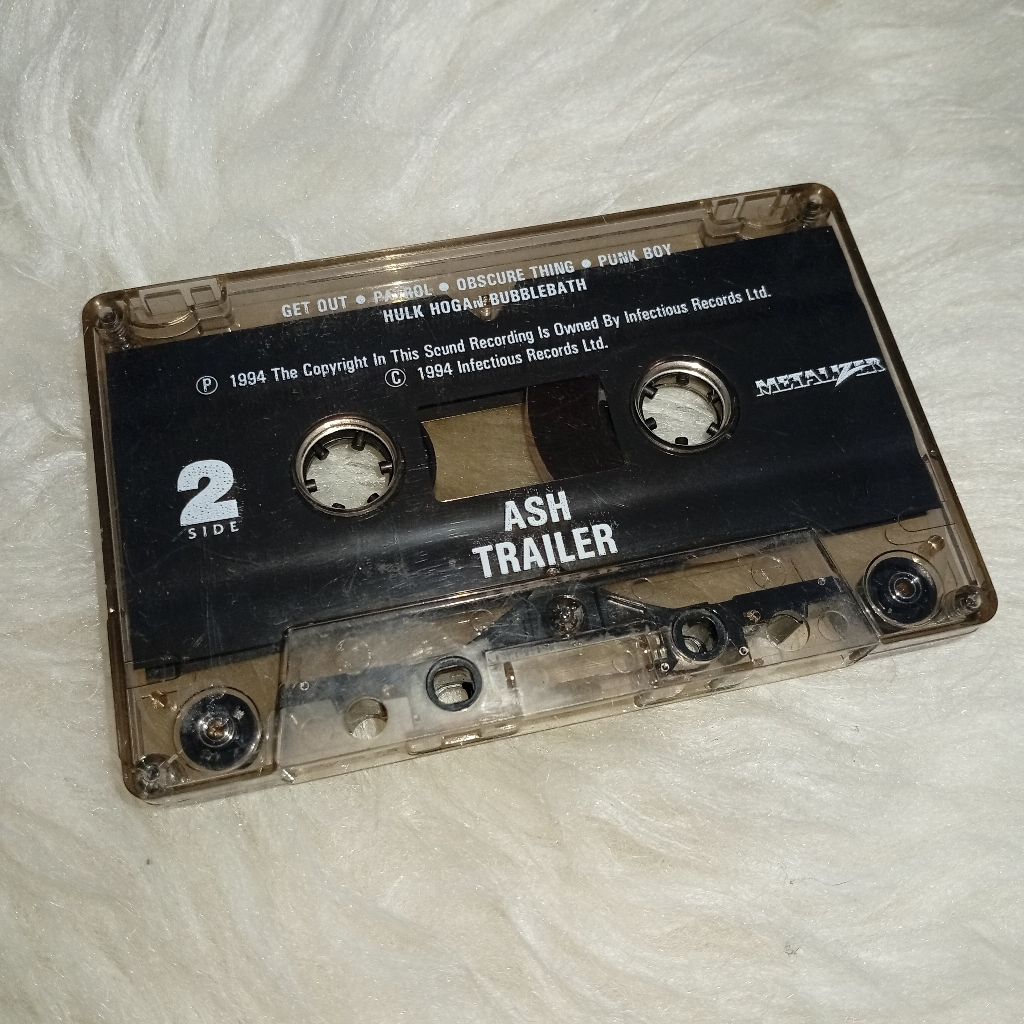 GET OUT • PATROL • OBSCURE THING • PUNK BOY
HULK HOGAN BUBBLEBATH
Ⓟ 1994 The Copyright In This Sound Recording Is Owned By Infectious Records Ltd.
© 1994 Infectious Records Ltd.
METALIZER
2
SIDE
ASH
TRAILER